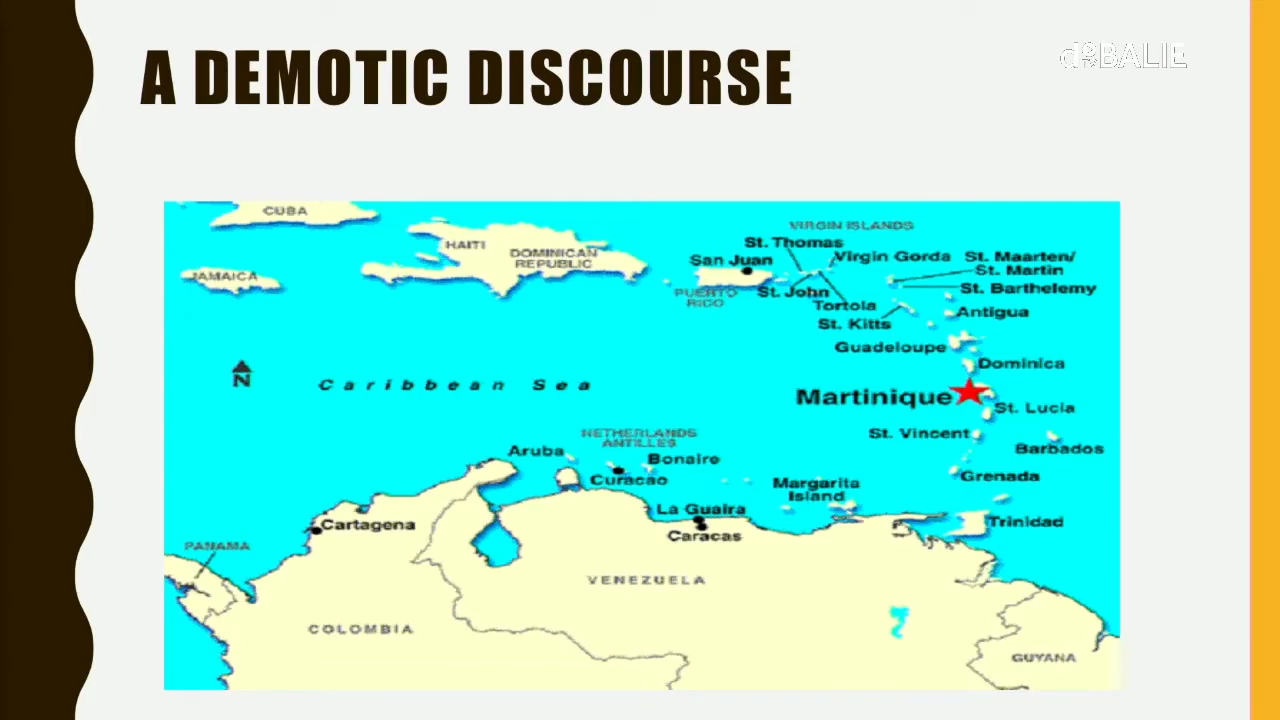 A DEMOTIC DISCOURSE
deBALIE
CUBA
HAITI
DOMINICAN
REPUBLIC
JAMAICA
VIRGIN ISLANDS
St. Thomas
San Juan
Virgin Gorda
St. Maarten/
St. Martin
St. Barthelemy
PUERTO
RICO
St. John
Tortola
St. Kitts
Antigua
Guadeloupe
Dominica
N
Caribbean Sea
Martinique
St. Lucia
NETHERLANDS
ANTILLES
St. Vincent
Barbados
Aruba
Bonaire
Curacao
Grenada
Margarita
Island
La Guaira
Caracas
Trinidad
Cartagena
PANAMA
VENEZUELA
COLOMBIA
GUYANA